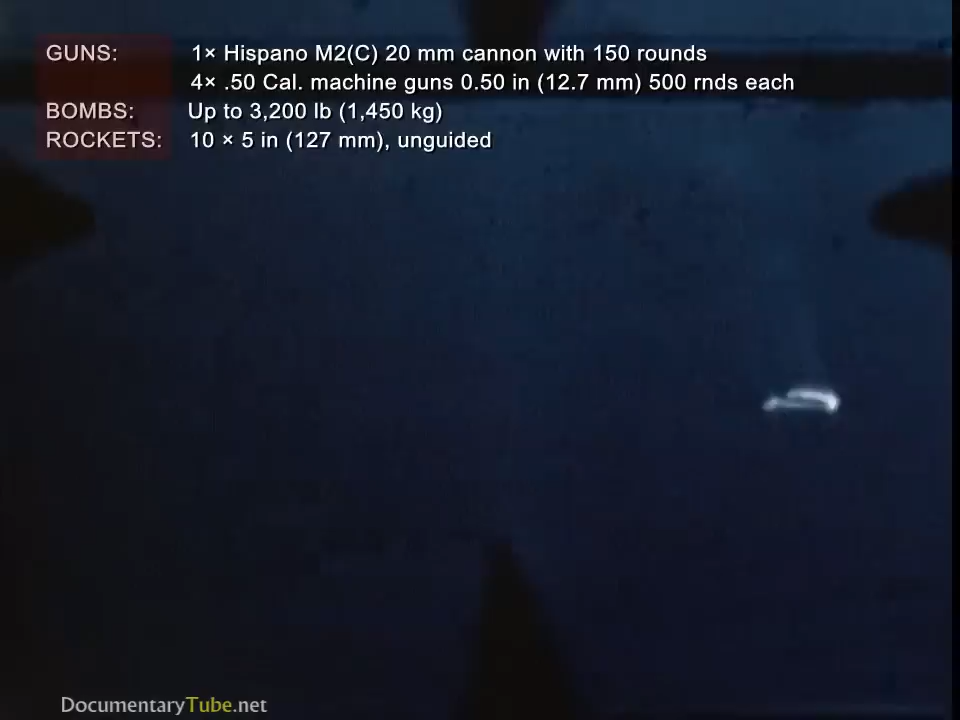 GUNS: 1× Hispano M2(C) 20 mm cannon with 150 rounds
4× .50 Cal. machine guns 0.50 in (12.7 mm) 500 rnds each
BOMBS: Up to 3,200 lb (1,450 kg)
ROCKETS: 10 × 5 in (127 mm), unguided
DocumentaryTube.net